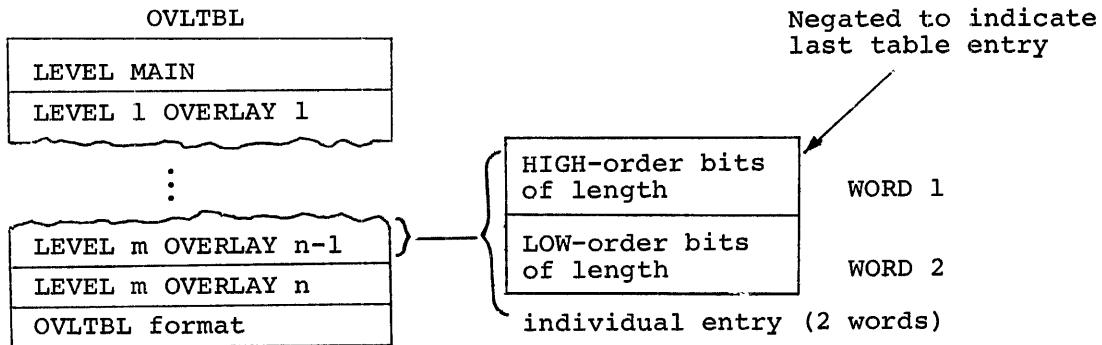 OVLTBL
LEVEL MAIN
LEVEL 1 OVERLAY 1
LEVEL m OVERLAY n-1
LEVEL m OVERLAY n
OVLTBL format
Negated to indicate
last table entry
HIGH-order bits
of length
WORD 1
LOW-order bits
of length
WORD 2
individual entry (2 words)